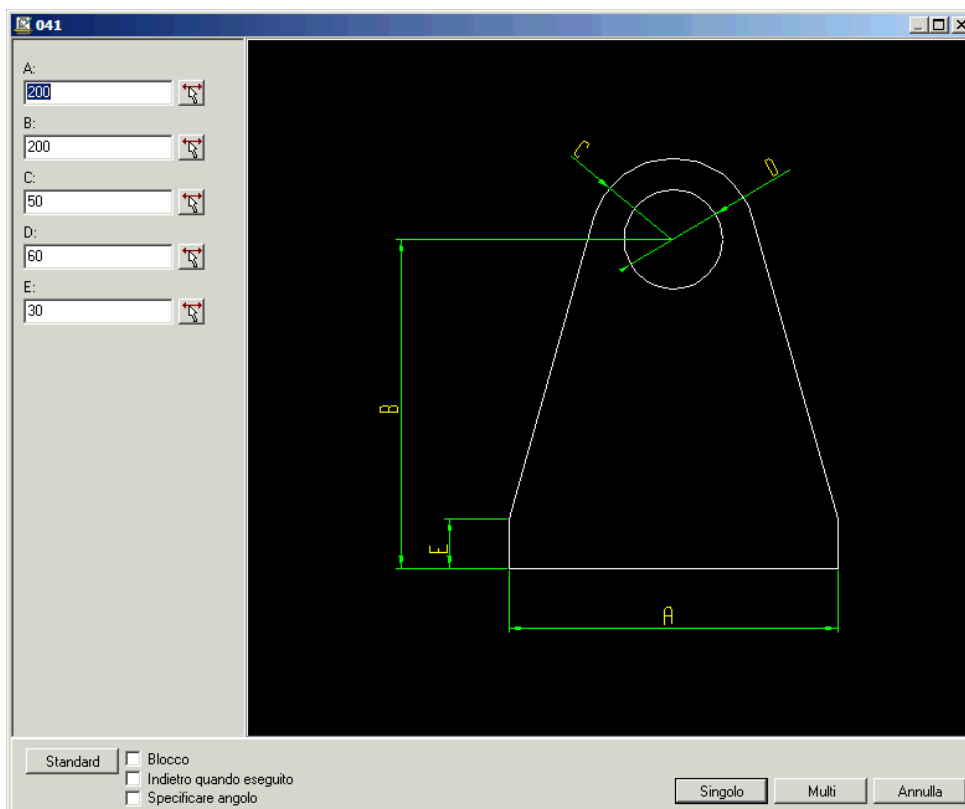 041
A:
200
B:
200
C:
50
D:
60
E:
30
C
D
B
E
A
Standard
Blocco
Indietro quando eseguito
Specificare angolo
Singolo
Multi
Annulla